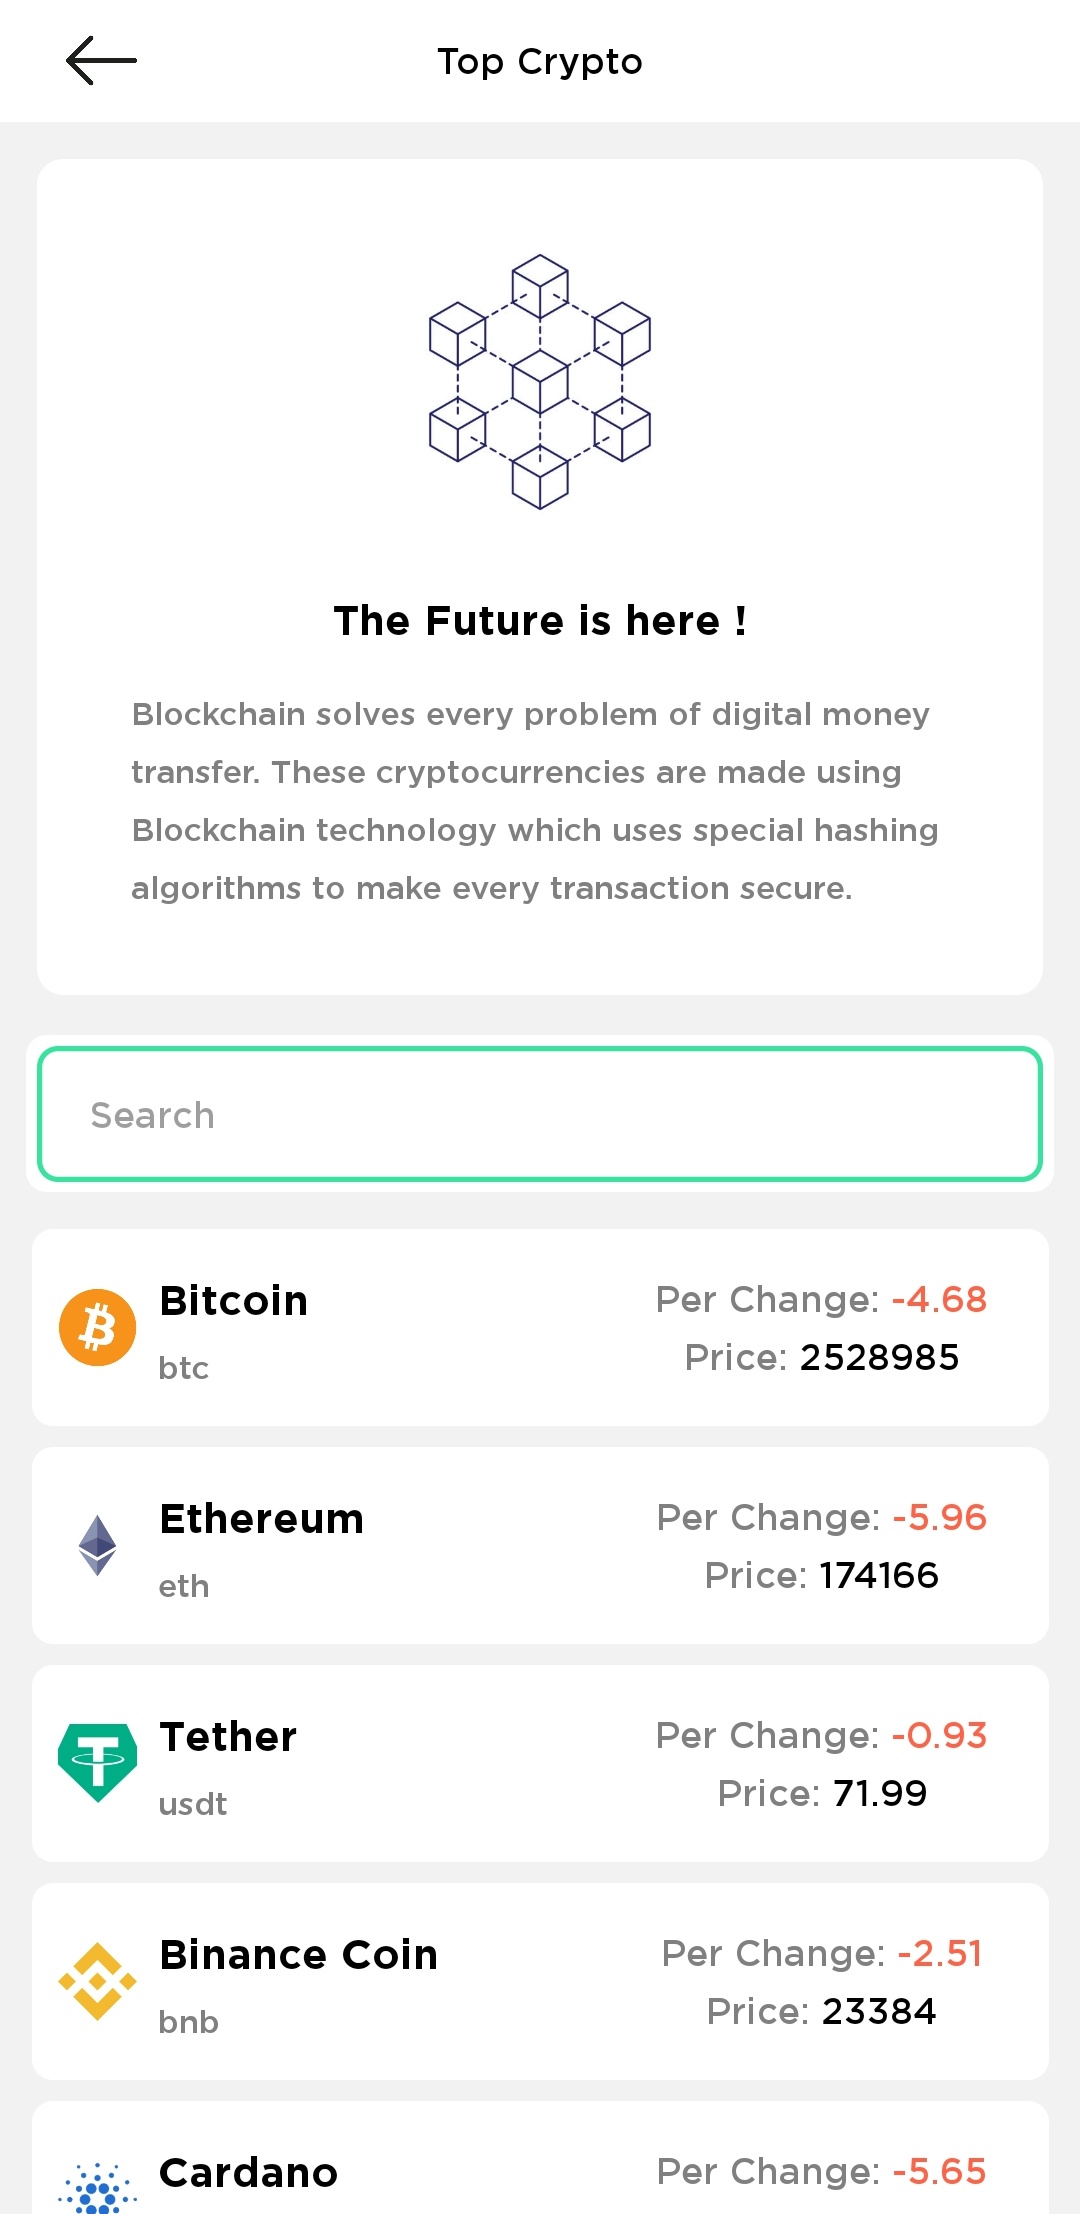 Top Crypto
The Future is here !
Blockchain solves every problem of digital money
transfer. These cryptocurrencies are made using
Blockchain technology which uses special hashing
algorithms to make every transaction secure.
Search
Bitcoin
btc
Per Change: -4.68
Price: 2528985
Ethereum
eth
Per Change: -5.96
Price: 174166
Tether
usdt
Per Change: -0.93
Price: 71.99
Binance Coin
bnb
Per Change: -2.51
Price: 23384
Cardano
Per Change: -5.65